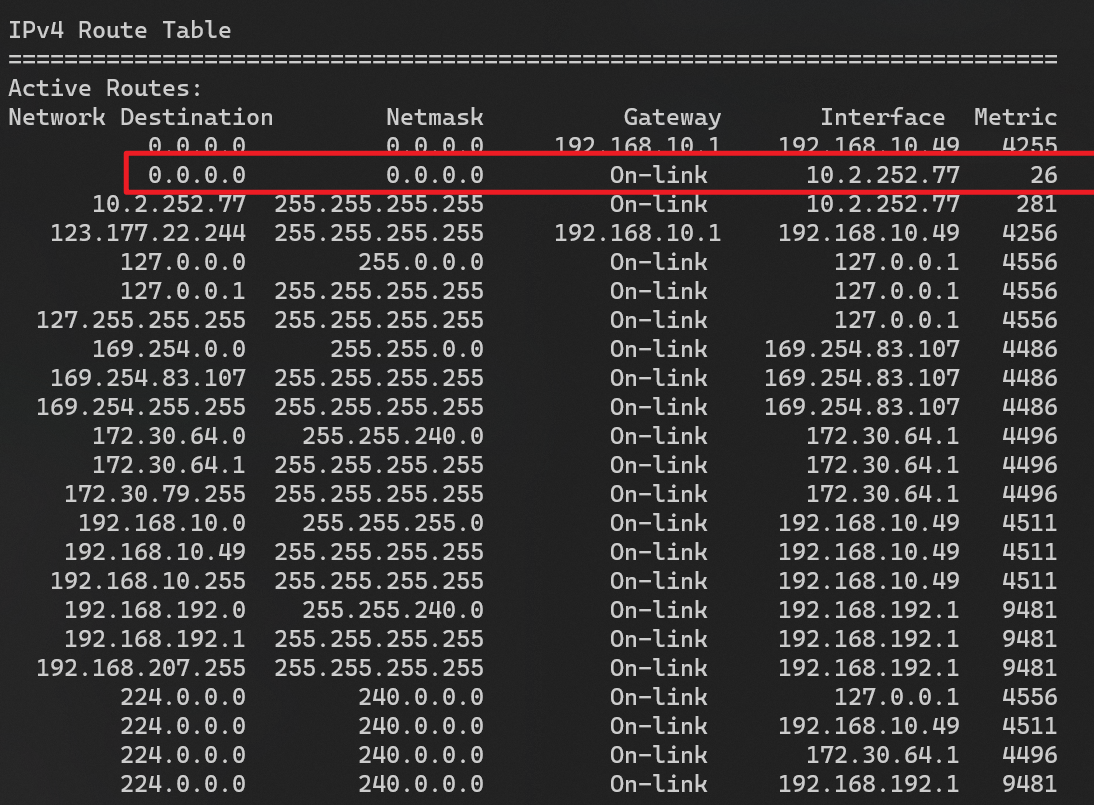 IPv4 Route Table
===========================================================================
Active Routes:
Network Destination        Netmask          Gateway       Interface  Metric
0.0.0.0          0.0.0.0     192.168.10.1    192.168.10.49   4255
0.0.0.0          0.0.0.0         On-link       10.2.252.77     26
10.2.252.77  255.255.255.255         On-link       10.2.252.77    281
123.177.22.244  255.255.255.255     192.168.10.1    192.168.10.49   4256
127.0.0.0        255.0.0.0         On-link         127.0.0.1   4556
127.0.0.1  255.255.255.255         On-link         127.0.0.1   4556
127.255.255.255  255.255.255.255         On-link         127.0.0.1   4556
169.254.0.0      255.255.0.0         On-link    169.254.83.107   4486
169.254.83.107  255.255.255.255         On-link    169.254.83.107   4486
169.254.255.255  255.255.255.255         On-link    169.254.83.107   4486
172.30.64.0    255.255.240.0         On-link       172.30.64.1   4496
172.30.64.1  255.255.255.255         On-link       172.30.64.1   4496
172.30.79.255  255.255.255.255         On-link       172.30.64.1   4496
192.168.10.0    255.255.255.0         On-link     192.168.10.49   4511
192.168.10.49  255.255.255.255         On-link     192.168.10.49   4511
192.168.10.255  255.255.255.255         On-link     192.168.10.49   4511
192.168.192.0    255.255.240.0         On-link     192.168.192.1   9481
192.168.192.1  255.255.255.255         On-link     192.168.192.1   9481
192.168.207.255  255.255.255.255         On-link     192.168.192.1   9481
224.0.0.0        240.0.0.0         On-link         127.0.0.1   4556
224.0.0.0        240.0.0.0         On-link     192.168.10.49   4511
224.0.0.0        240.0.0.0         On-link       172.30.64.1   4496
224.0.0.0        240.0.0.0         On-link     192.168.192.1   9481